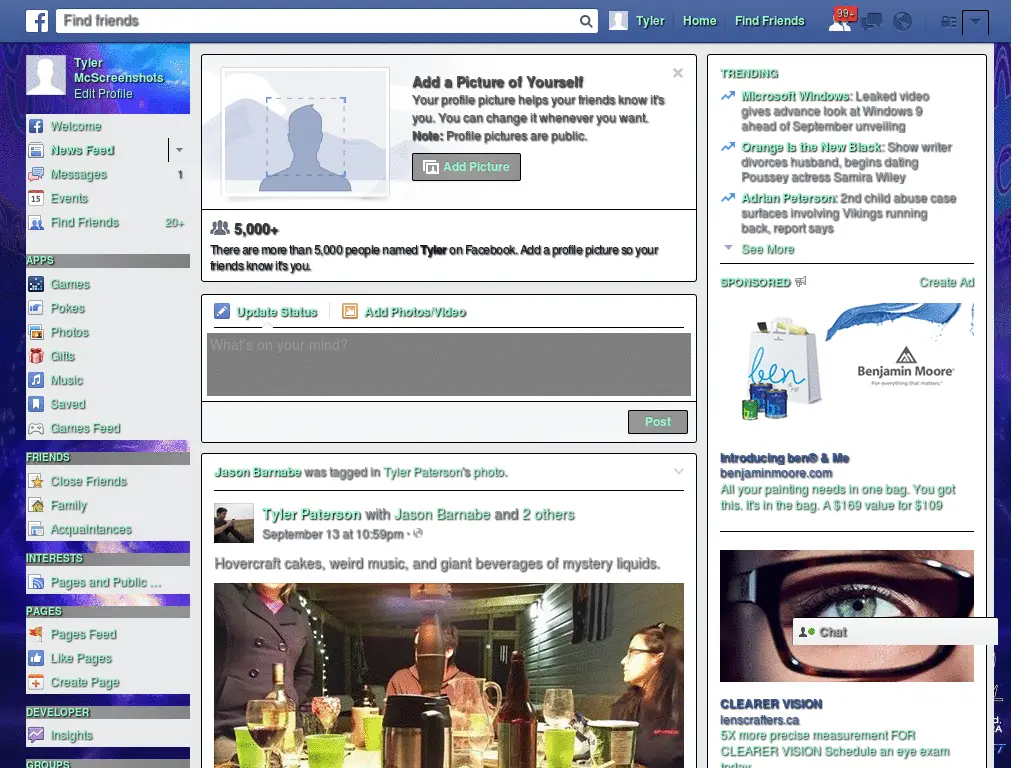 Find friends
Tyler
Home
Find Friends
99+
Tyler
McScreenshots
Edit Profile
Welcome
News Feed
Messages
1
15
Events
Find Friends
20+
APPS
Games
Pokes
Photos
Gifts
Music
Saved
Games Feed
FRIENDS
Close Friends
Family
Acquaintances
INTERESTS
Pages and Public ...
PAGES
Pages Feed
Like Pages
Create Page
DEVELOPER
Insights
GROUPS
Add a Picture of Yourself
Your profile picture helps your friends know it's
you. You can change it whenever you want.
Note: Profile pictures are public.
Add Picture
5,000+
There are more than 5,000 people named Tyler on Facebook. Add a profile picture so your
friends know it's you.
Update Status
Add Photos/Video
What's on your mind?
Post
Jason Barnabe was tagged in Tyler Paterson's photo.
Tyler Paterson with Jason Barnabe and 2 others
September 13 at 10:59pm ·
Hovercraft cakes, weird music, and giant beverages of mystery liquids.
TRENDING
Microsoft Windows: Leaked video
gives advance look at Windows 9
ahead of September unveiling
Orange Is the New Black: Show writer
divorces husband, begins dating
Poussey actress Samira Wiley
Adrian Peterson: 2nd child abuse case
surfaces involving Vikings running
back, report says
See More
SPONSORED
Create Ad
ben
& ME
Benjamin Moore®
For everything that matters.™
Introducing ben® & Me
benjaminmoore.com
All your painting needs in one bag. You got
this. It's in the bag. A $169 value for $109
Chat
CLEARER VISION
lenscrafters.ca
5X more precise measurement FOR
CLEARER VISION Schedule an eye exam
today